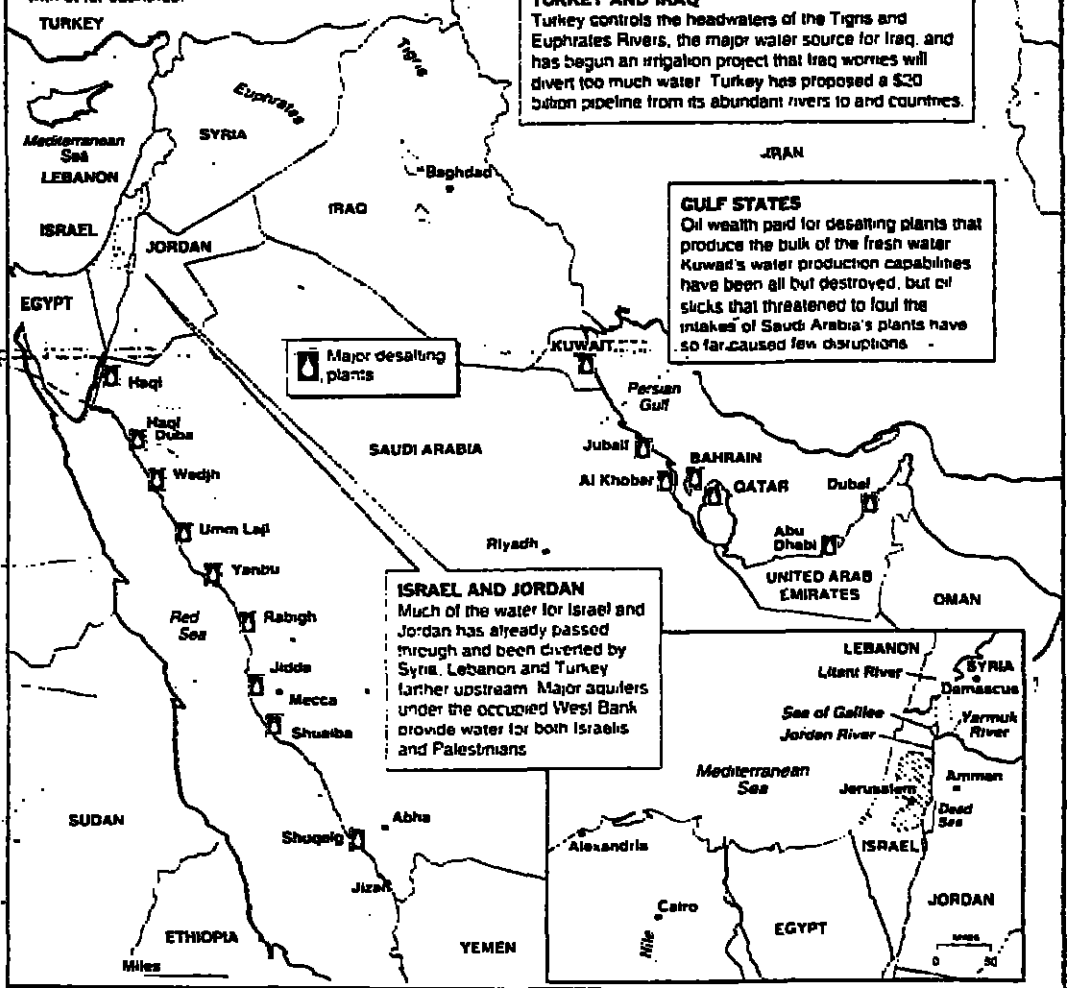 TURKEY
TURKEY AND IRAQ
Turkey controls the headwaters of the Tigris and
Euphrates Rivers, the major water source for Iraq, and
has begun an irrigation project that Iraq worries will
divert too much water Turkey has proposed a $20
billion pipeline from its abundant rivers to arid countries.
Tigris
Euphrates
Mediterranean
Sea
SYRIA
LEBANON
IRAN
Baghdad
IRAQ
ISRAEL
JORDAN
EGYPT
GULF STATES
Oil wealth paid for desalting plants that
produce the bulk of the fresh water
Kuwait's water production capabilities
have been all but destroyed, but oil
slicks that threatened to foul the
intakes of Saudi Arabia's plants have
so far caused few disruptions
Major desalting
plants
KUWAIT
Persian
Gulf
Haql
Haql
Duba
Wedjh
Umm Lajl
Yanbu
Rabigh
Jidda
Mecca
Shuaiba
Shuqaig
Abha
Jizan
Red
Sea
SAUDI ARABIA
Riyadh
Jubail
Al Khobar
BAHRAIN
QATAR
Dubai
Abu
Dhabi
UNITED ARAB
EMIRATES
OMAN
ISRAEL AND JORDAN
Much of the water for Israel and
Jordan has already passed
through and been diverted by
Syria, Lebanon and Turkey
farther upstream Major aquifers
under the occupied West Bank
provide water for both Israelis
and Palestinians
SUDAN
ETHIOPIA
YEMEN
Miles
LEBANON
Litani River
SYRIA
Damascus
Sea of Galilee
Jordan River
Yarmuk
River
Mediterranean
Sea
Jerusalem
Amman
Dead
Sea
Alexandria
ISRAEL
JORDAN
Cairo
EGYPT
Nile
MILES
0 50